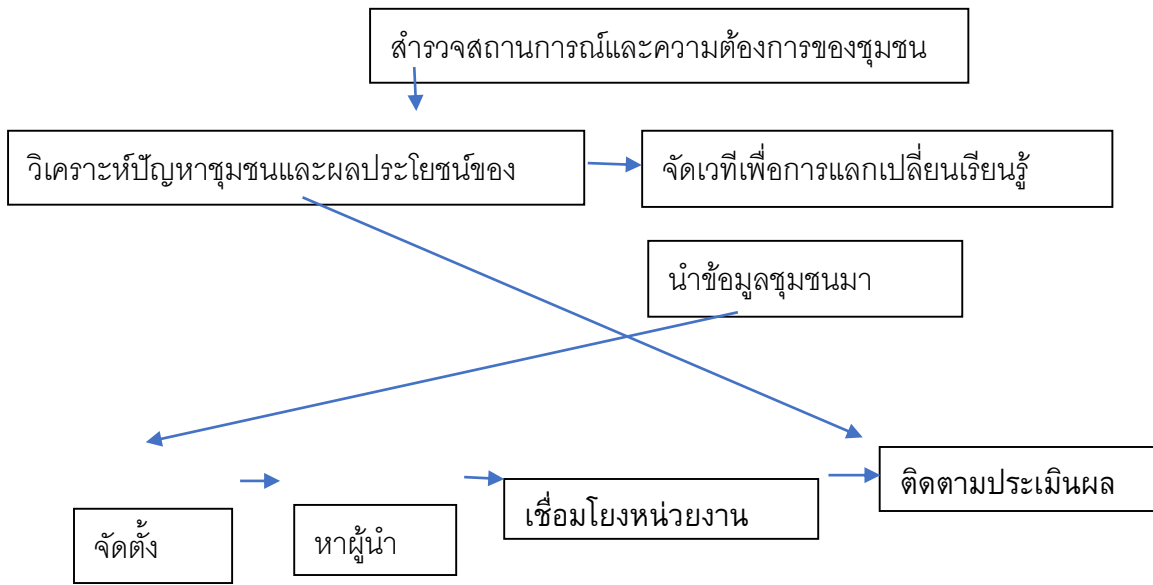 สำรวจสถานการณ์และความต้องการของชุมชน
วิเคราะห์ปัญหาชุมชนและผลประโยชน์ของ
จัดเวทีเพื่อการแลกเปลี่ยนเรียนรู้
นำข้อมูลชุมชนมา
จัดตั้ง
หาผู้นำ
เชื่อมโยงหน่วยงาน
ติดตามประเมินผล